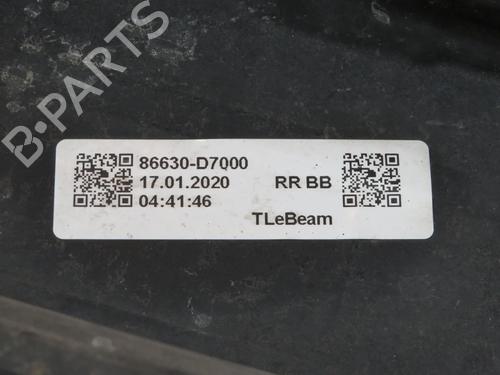 B-PARTS
86630-D7000
17.01.2020 RR BB
04:41:46
TLeBeam